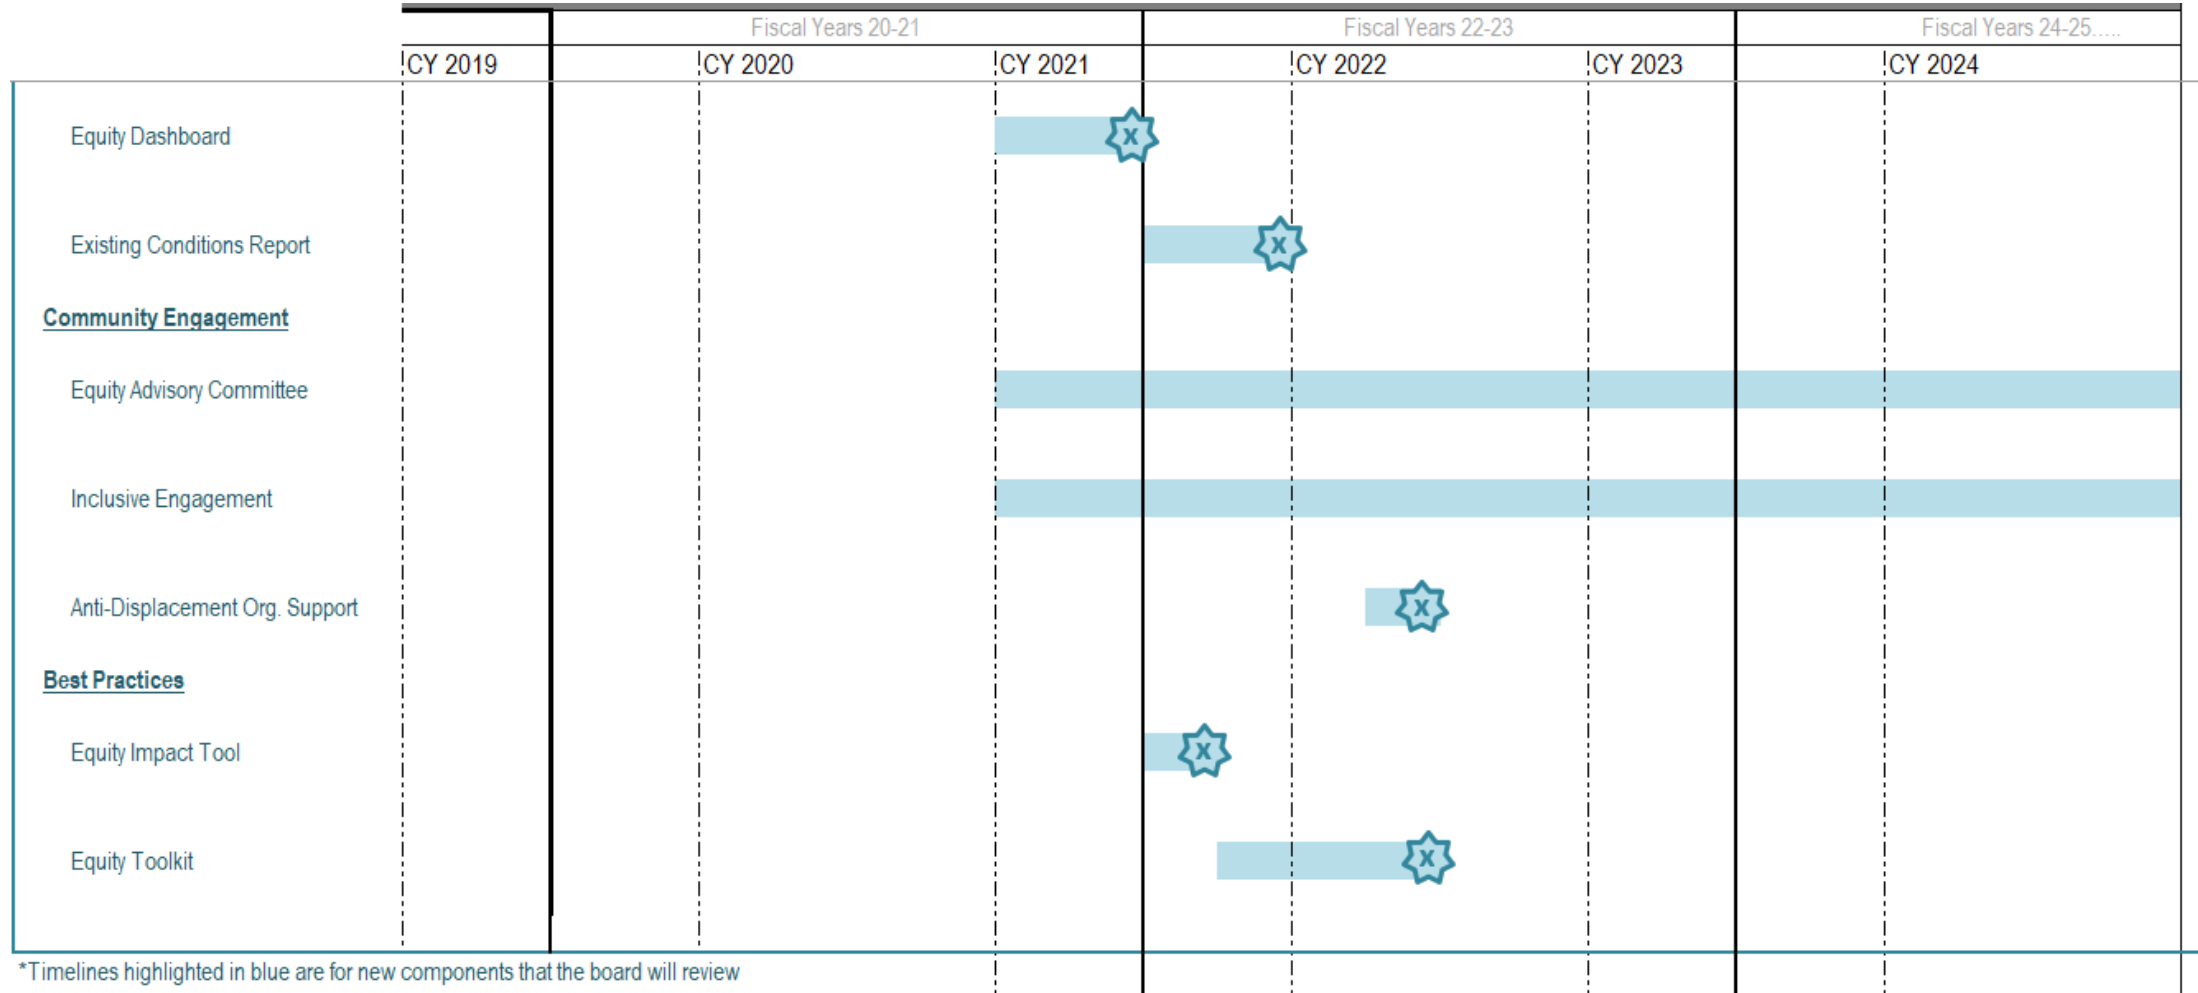 Fiscal Years 20-21 Fiscal Years 22-23 Fiscal Years 24-25.....
CY 2019 CY 2020 CY 2021 CY 2022 CY 2023 CY 2024
Equity Dashboard X
Existing Conditions Report X
Community Engagement
Equity Advisory Committee
Inclusive Engagement
Anti-Displacement Org. Support X
Best Practices
Equity Impact Tool X
Equity Toolkit X
*Timelines highlighted in blue are for new components that the board will review